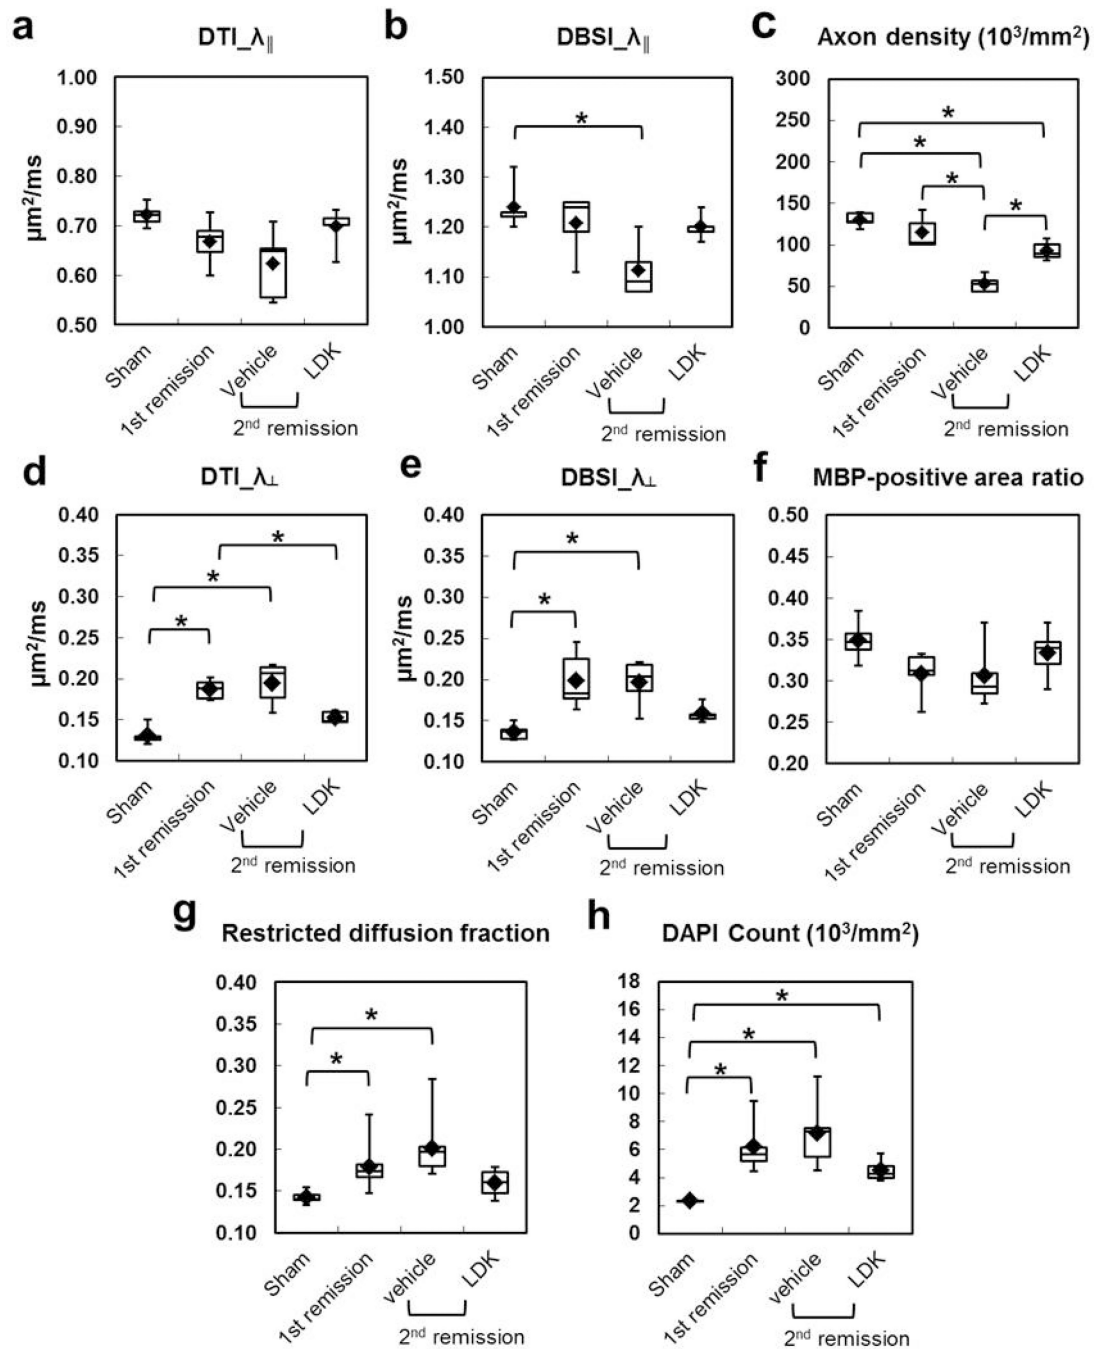 a DTI_λ∥
μm²/ms
1.00
0.90
0.80
0.70
0.60
0.50
Sham
1st remission
Vehicle
LDK
2nd remission
b DBSI_λ∥
1.50
1.40
1.30
1.20
1.10
1.00
*
Sham
1st remission
Vehicle
LDK
2nd remission
c Axon density (10³/mm²)
300
250
200
150
100
50
0
*
*
*
*
Sham
1st remission
Vehicle
LDK
2nd remission
d DTI_λ⊥
μm²/ms
0.40
0.35
0.30
0.25
0.20
0.15
0.10
*
*
*
Sham
1st remisssion
Vehicle
LDK
2nd remission
e DBSI_λ⊥
μm²/ms
0.40
0.35
0.30
0.25
0.20
0.15
0.10
*
*
Sham
1st remission
Vehicle
LDK
2nd remission
f MBP-positive area ratio
0.50
0.45
0.40
0.35
0.30
0.25
0.20
Sham
1st resmission
Vehicle
LDK
2nd remission
g Restricted diffusion fraction
0.40
0.35
0.30
0.25
0.20
0.15
0.10
*
*
Sham
1st remission
vehicle
LDK
2nd remission
h DAPI Count (10³/mm²)
18
16
14
12
10
8
6
4
2
0
*
*
*
Sham
1st remission
vehicle
LDK
2nd remission